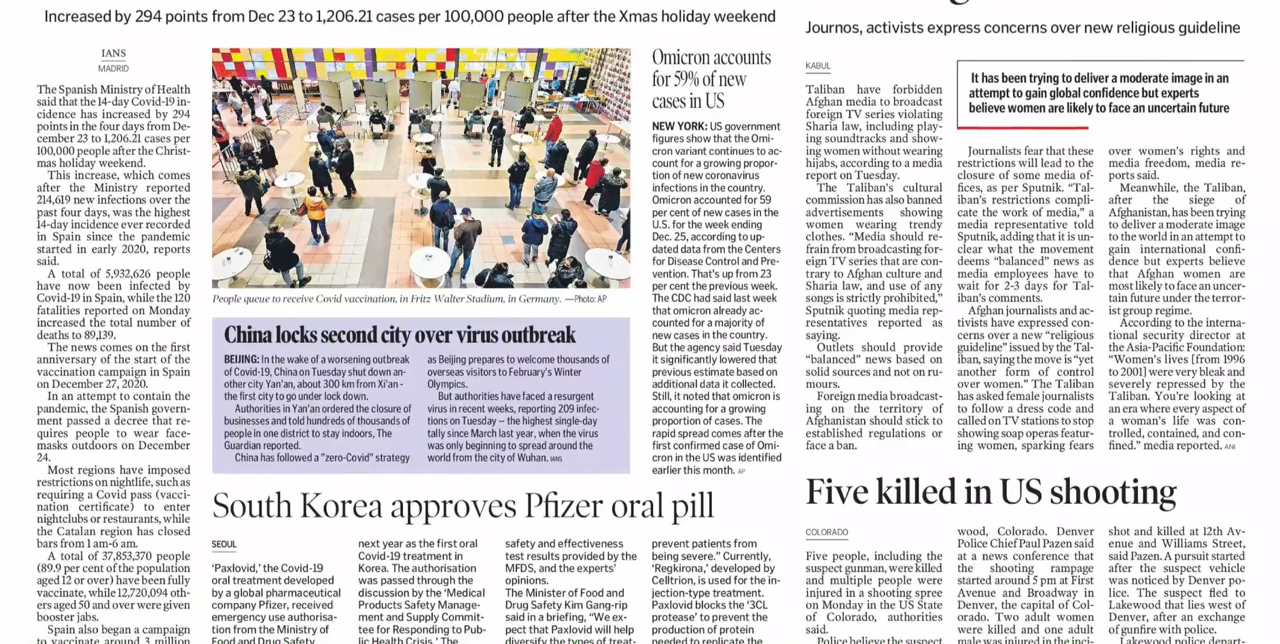 Increased by 294 points from Dec 23 to 1,206.21 cases per 100,000 people after the Xmas holiday weekend
IANS
MADRID
The Spanish Ministry of Health
said that the 14-day Covid-19 in-
cidence has increased by 294
points in the four days from De-
cember 23 to 1,206.21 cases per
100,000 people after the Christ-
mas holiday weekend.
This increase, which comes
after the Ministry reported
214,619 new infections over the
past four days, was the highest
14-day incidence ever recorded
in Spain since the pandemic
started in early 2020, reports
said.
A total of 5,932,626 people
have now been infected by
Covid-19 in Spain, while the 120
fatalities reported on Monday
increased the total number of
deaths to 89,139.
The news comes on the first
anniversary of the start of the
vaccination campaign in Spain
on December 27, 2020.
In an attempt to contain the
pandemic, the Spanish govern-
ment passed a decree that re-
quires people to wear face-
masks outdoors on December
24.
Most regions have imposed
restrictions on nightlife, such as
requiring a Covid pass (vacci-
nation certificate) to enter
nightclubs or restaurants, while
the Catalan region has closed
bars from 1 am-6 am.
A total of 37,853,370 people
(89.9 per cent of the population
aged 12 or over) have been fully
vaccinate, while 12,720,094 oth-
ers aged 50 and over were given
booster jabs.
Spain also began a campaign
to vaccinate around 3 million
People queue to receive Covid vaccination, in Fritz Walter Stadium, in Germany. —Photo: AP
China locks second city over virus outbreak
BEIJING: In the wake of a worsening outbreak
of Covid-19, China on Tuesday shut down an-
other city Yan'an, about 300 km from Xi'an -
the first city to go under lock down.
Authorities in Yan'an ordered the closure of
businesses and told hundreds of thousands of
people in one district to stay indoors, The
Guardian reported.
China has followed a "zero-Covid" strategy
as Beijing prepares to welcome thousands of
overseas visitors to February's Winter
Olympics.
But authorities have faced a resurgent
virus in recent weeks, reporting 209 infec-
tions on Tuesday – the highest single-day
tally since March last year, when the virus
was only beginning to spread around the
world from the city of Wuhan. IANS
Omicron accounts
for 59% of new
cases in US
NEW YORK: US government
figures show that the Omi-
cron variant continues to ac-
count for a growing propor-
tion of new coronavirus
infections in the country.
Omicron accounted for 59
per cent of new cases in the
U.S. for the week ending
Dec. 25, according to up-
dated data from the Centers
for Disease Control and Pre-
vention. That's up from 23
per cent the previous week.
The CDC had said last week
that omicron already ac-
counted for a majority of
new cases in the country.
But the agency said Tuesday
it significantly lowered that
previous estimate based on
additional data it collected.
Still, it noted that omicron is
accounting for a growing
proportion of cases. The
rapid spread comes after the
first confirmed case of Omi-
cron in the US was identified
earlier this month. AP
South Korea approves Pfizer oral pill
SEOUL
'Paxlovid,' the Covid-19
oral treatment developed
by a global pharmaceutical
company Pfizer, received
emergency use authorisa-
tion from the Ministry of
Food and Drug Safety
next year as the first oral
Covid-19 treatment in
Korea. The authorisation
was passed through the
discussion by the 'Medical
Products Safety Manage-
ment and Supply Commit-
tee for Responding to Pub-
lic Health Crisis.' The
safety and effectiveness
test results provided by the
MFDS, and the experts'
opinions.
The Minister of Food and
Drug Safety Kim Gang-rip
said in a briefing, "We ex-
pect that Paxlovid will help
diversify the types of treat-
prevent patients from
being severe." Currently,
'Regkirona,' developed by
Celltrion, is used for the in-
jection-type treatment.
Paxlovid blocks the '3CL
protease' to prevent the
production of protein
needed to replicate the
Journos, activists express concerns over new religious guideline
KABUL
Taliban have forbidden
Afghan media to broadcast
foreign TV series violating
Sharia law, including play-
ing soundtracks and show-
ing women without wearing
hijabs, according to a media
report on Tuesday.
The Taliban's cultural
commission has also banned
advertisements showing
women wearing trendy
clothes. "Media should re-
frain from broadcasting for-
eign TV series that are con-
trary to Afghan culture and
Sharia law, and use of any
songs is strictly prohibited,"
Sputnik quoting media rep-
resentatives reported as
saying.
Outlets should provide
"balanced" news based on
solid sources and not on ru-
mours.
Foreign media broadcast-
ing on the territory of
Afghanistan should stick to
established regulations or
face a ban.
It has been trying to deliver a moderate image in an
attempt to gain global confidence but experts
believe women are likely to face an uncertain future
Journalists fear that these
restrictions will lead to the
closure of some media of-
fices, as per Sputnik. "Tal-
iban's restrictions compli-
cate the work of media," a
media representative told
Sputnik, adding that it is un-
clear what the movement
deems "balanced" news as
media employees have to
wait for 2-3 days for Tal-
iban's comments.
Afghan journalists and ac-
tivists have expressed con-
cerns over a new "religious
guideline" issued by the Tal-
iban, saying the move is "yet
another form of control
over women." The Taliban
has asked female journalists
to follow a dress code and
called on TV stations to stop
showing soap operas featur-
ing women, sparking fears
over women's rights and
media freedom, media re-
ports said.
Meanwhile, the Taliban,
after the siege of
Afghanistan, has been trying
to deliver a moderate image
to the world in an attempt to
gain international confi-
dence but experts believe
that Afghan women are
most likely to face an uncer-
tain future under the terror-
ist group regime.
According to the interna-
tional security director at
the Asia-Pacific Foundation:
"Women's lives [from 1996
to 2001] were very bleak and
severely repressed by the
Taliban. You're looking at
an era where every aspect of
a woman's life was con-
trolled, contained, and con-
fined." media reported. ANI
Five killed in US shooting
COLORADO
Five people, including the
suspect gunman, were killed
and multiple people were
injured in a shooting spree
on Monday in the US State
of Colorado, authorities
said.
Police believe the suspect
wood, Colorado. Denver
Police Chief Paul Pazen said
at a news conference that
the shooting rampage
started around 5 pm at First
Avenue and Broadway in
Denver, the capital of Col-
orado. Two adult women
were killed and one adult
male was injured in the inci-
shot and killed at 12th Av-
enue and Williams Street,
said Pazen. A pursuit started
after the suspect vehicle
was noticed by Denver po-
lice. The suspect fled to
Lakewood that lies west of
Denver, after an exchange
of gunfire with police.
Lakewood police depart-